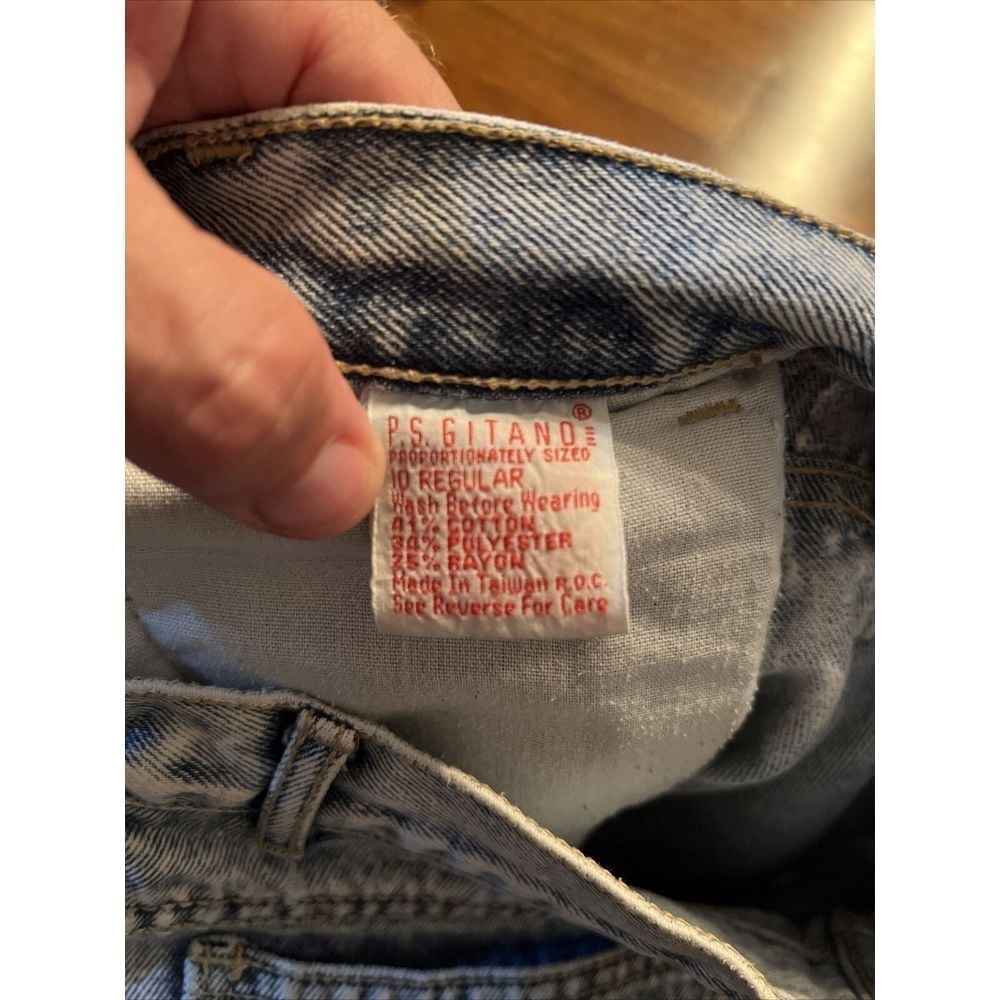 P.S. GITANO ®
PROPORTIONATELY SIZED
10 REGULAR
Wash Before Wearing
41% COTTON
34% POLYESTER
25% RAYON
Made In Taiwan R.O.C.
See Reverse For Care